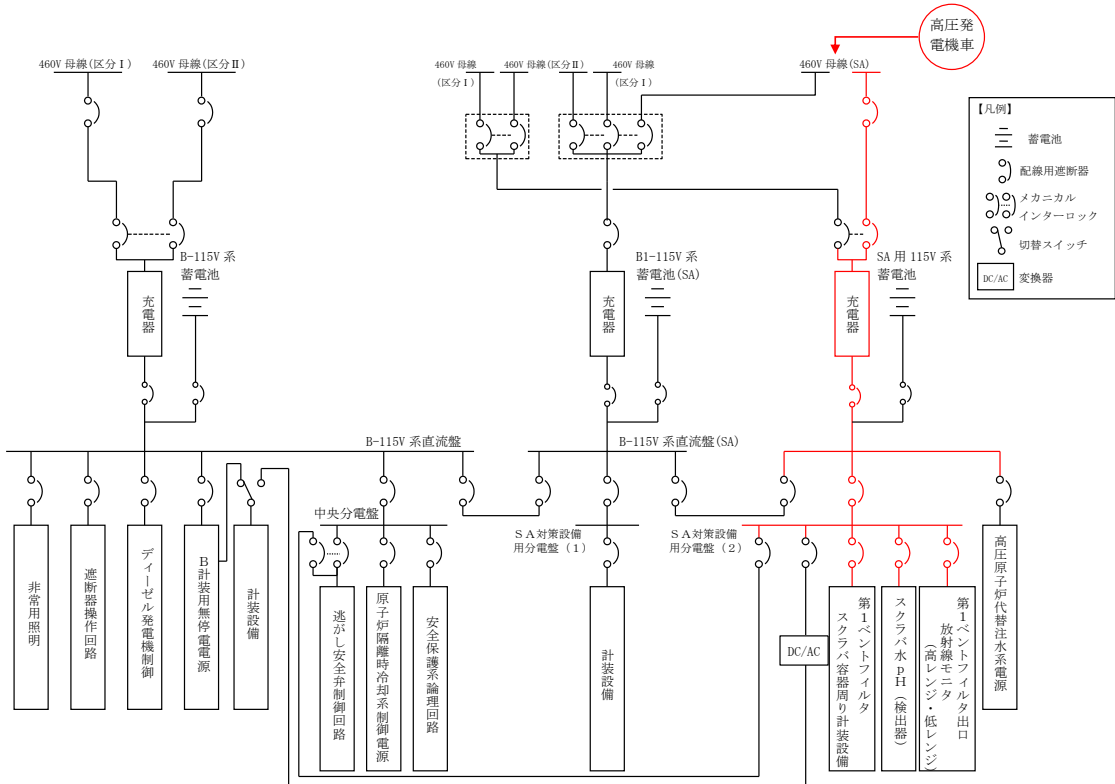 高圧発
電機車
460V 母線(区分Ⅰ)
460V 母線(区分Ⅱ)
460V 母線
(区分Ⅰ)
460V 母線(区分Ⅱ)
460V 母線
(区分Ⅰ)
460V 母線(SA)
【凡例】
蓄電池
配線用遮断器
メカニカル
インターロック
切替スイッチ
DC/AC
変換器
B-115V 系
蓄電池
B1-115V 系
蓄電池(SA)
SA 用 115V 系
蓄電池
充電器
充電器
充電器
B-115V 系直流盤
B-115V 系直流盤(SA)
中央分電盤
SA対策設備
用分電盤(1)
SA対策設備
用分電盤(2)
非常用照明
遮断器操作回路
ディーゼル発電機制御
B計装用無停電電源
計装設備
逃がし安全弁制御回路
原子炉隔離時冷却系制御電源
安全保護系論理回路
計装設備
DC/AC
第1ベントフィルタ
スクラバ容器周り計装設備
スクラバ水pH(検出器)
第1ベントフィルタ出口
放射線モニタ
(高レンジ・低レンジ)
高圧原子炉代替注水系電源